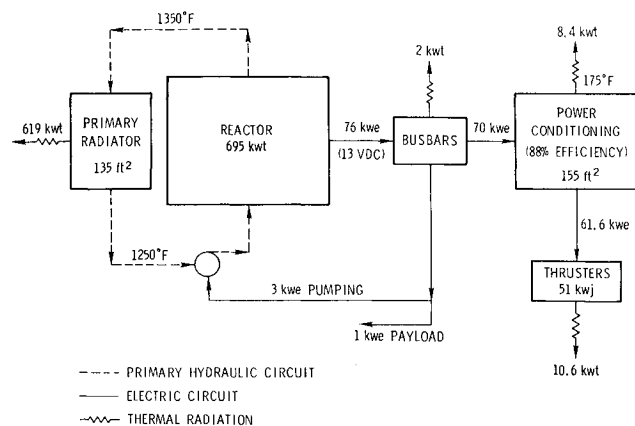 1350°F
2 kwt
8.4 kwt
175°F
619 kwt
PRIMARY
RADIATOR
135 ft²
REACTOR
695 kwt
76 kwe
(13 VDC)
BUSBARS
70 kwe
POWER
CONDITIONING
(88% EFFICIENCY)
155 ft²
1250°F
61.6 kwe
3 kwe PUMPING
THRUSTERS
51 kwj
1 kwe PAYLOAD
10.6 kwt
PRIMARY HYDRAULIC CIRCUIT
ELECTRIC CIRCUIT
THERMAL RADIATION